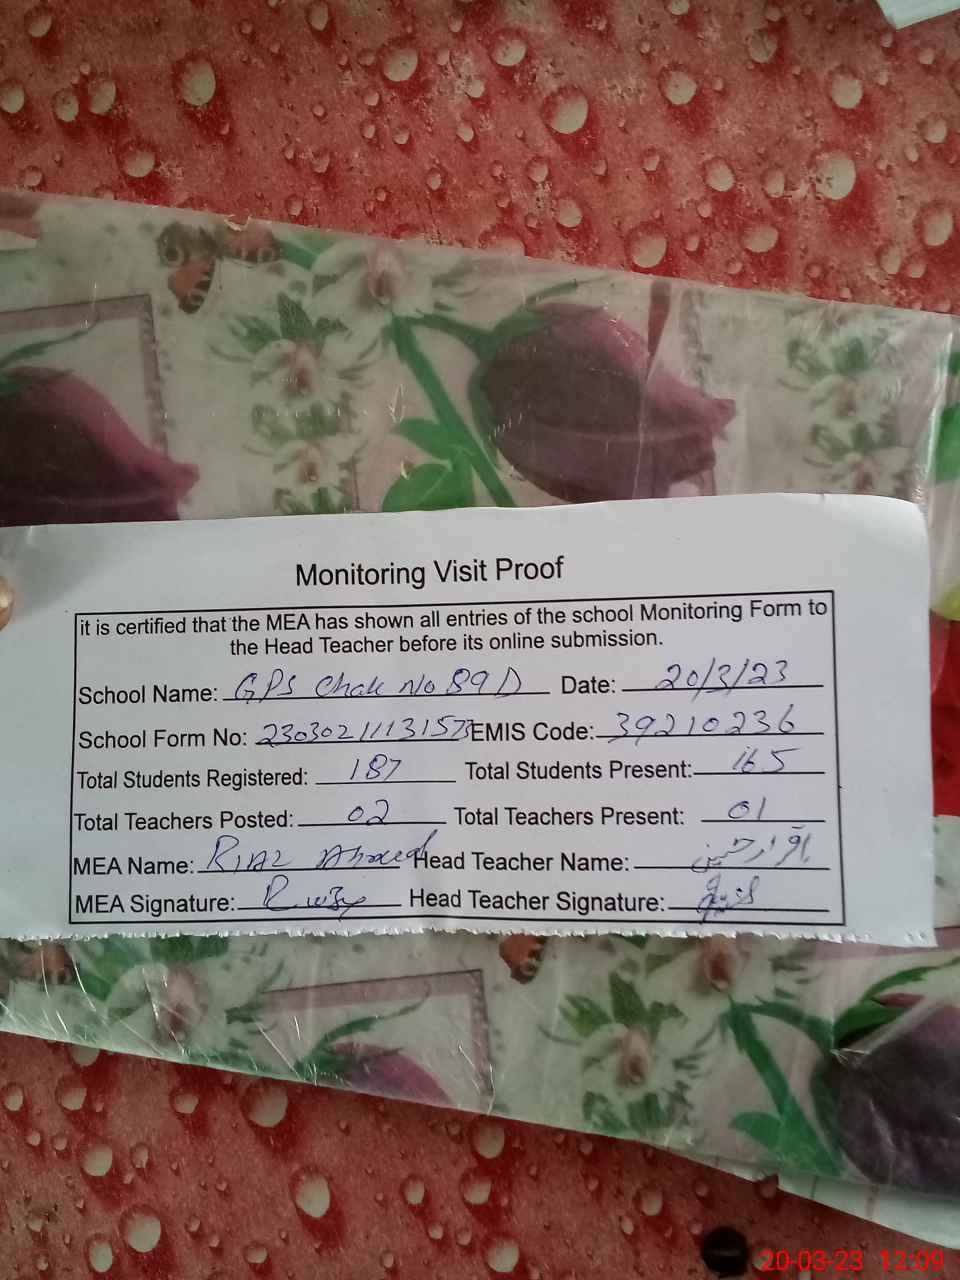 Monitoring Visit Proof
it is certified that the MEA has shown all entries of the school Monitoring Form to
the Head Teacher before its online submission.
School Name: GPS Chak No 89 D Date: 20/3/23
School Form No: 2303021113157 EMIS Code: 39210236
Total Students Registered: 187 Total Students Present: 165
Total Teachers Posted: 02 Total Teachers Present: 01
MEA Name: Riaz Ahmed Head Teacher Name:
MEA Signature: Head Teacher Signature:
20-03-23 12:09